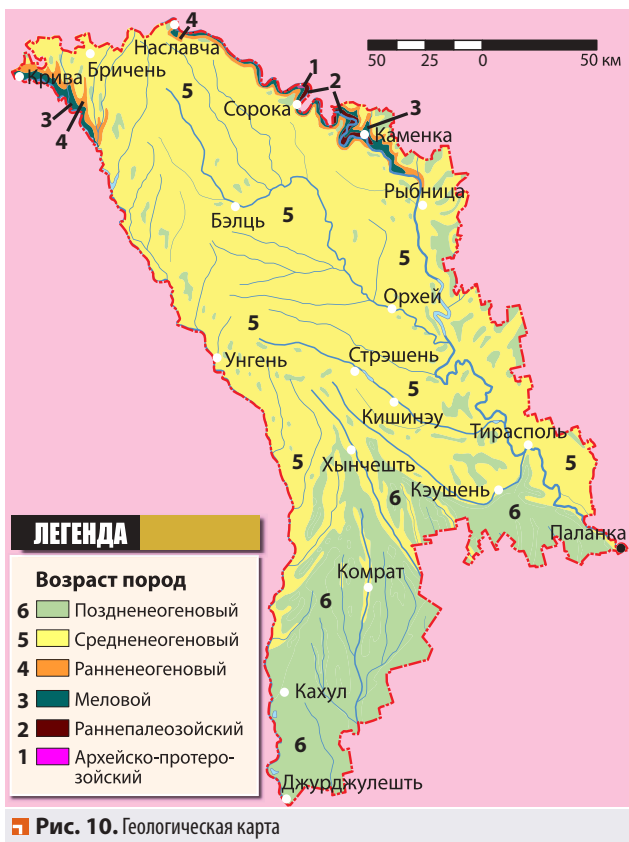 4
Наславча
Бричень
Крива
50 25 0 50 км
5
1
2
Сорока
3
3
4
Каменка
Рыбница
Бэлць
5
5
Орхей
5
Унгень
Стрэшень
5
Кишинэу
Тирасполь
5
Хынчешть
5
Кэушень
6
6
Паланка
ЛЕГЕНДА
Возраст пород
6 Поздненеогеновый
5 Средненеогеновый
4 Ранненеогеновый
3 Меловой
2 Раннепалеозойский
1 Архейско-протеро-
зойский
Комрат
6
Кахул
6
Джурджулешть
Рис. 10. Геологическая карта